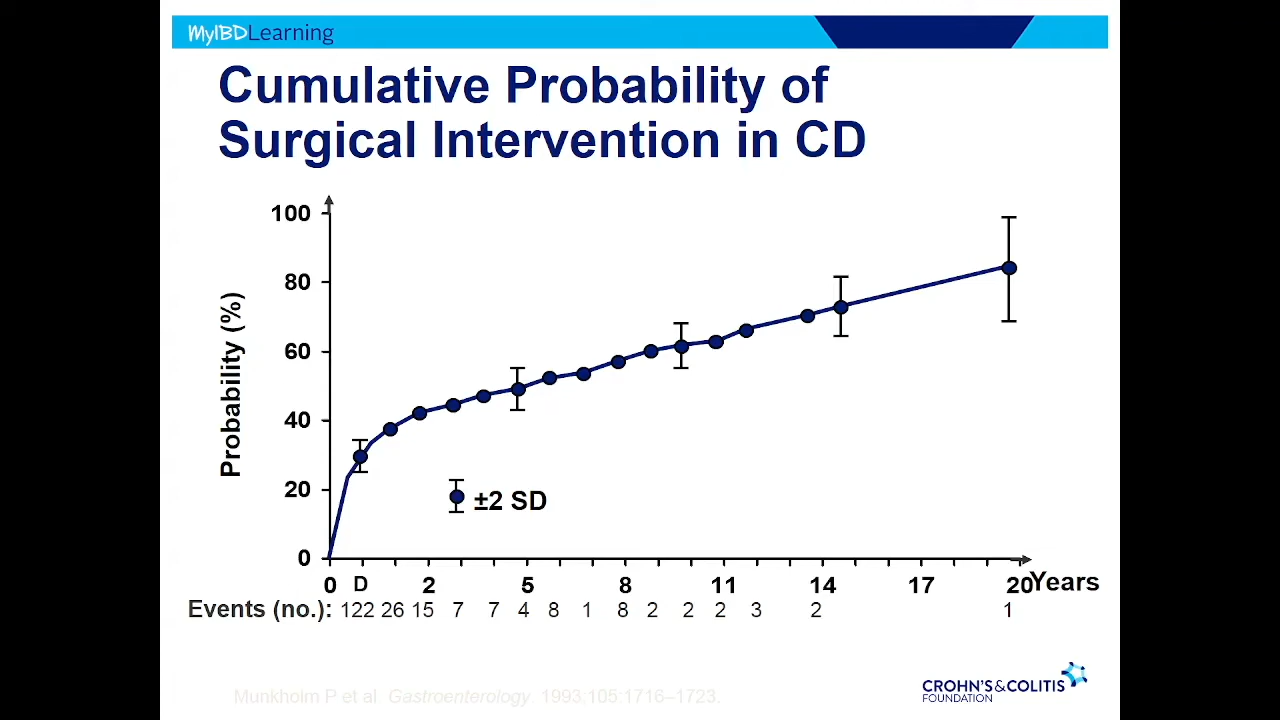 MyIBDLearning
Cumulative Probability of
Surgical Intervention in CD
Probability (%)
100
80
60
40
20
0
±2 SD
0 D 2 5 8 11 14 17 20 Years
Events (no.): 122 26 15 7 7 4 8 1 8 2 2 2 3 2 1
Munkholm P et al. Gastroenterology. 1993;105:1716–1723.
CROHN'S&COLITIS
FOUNDATION